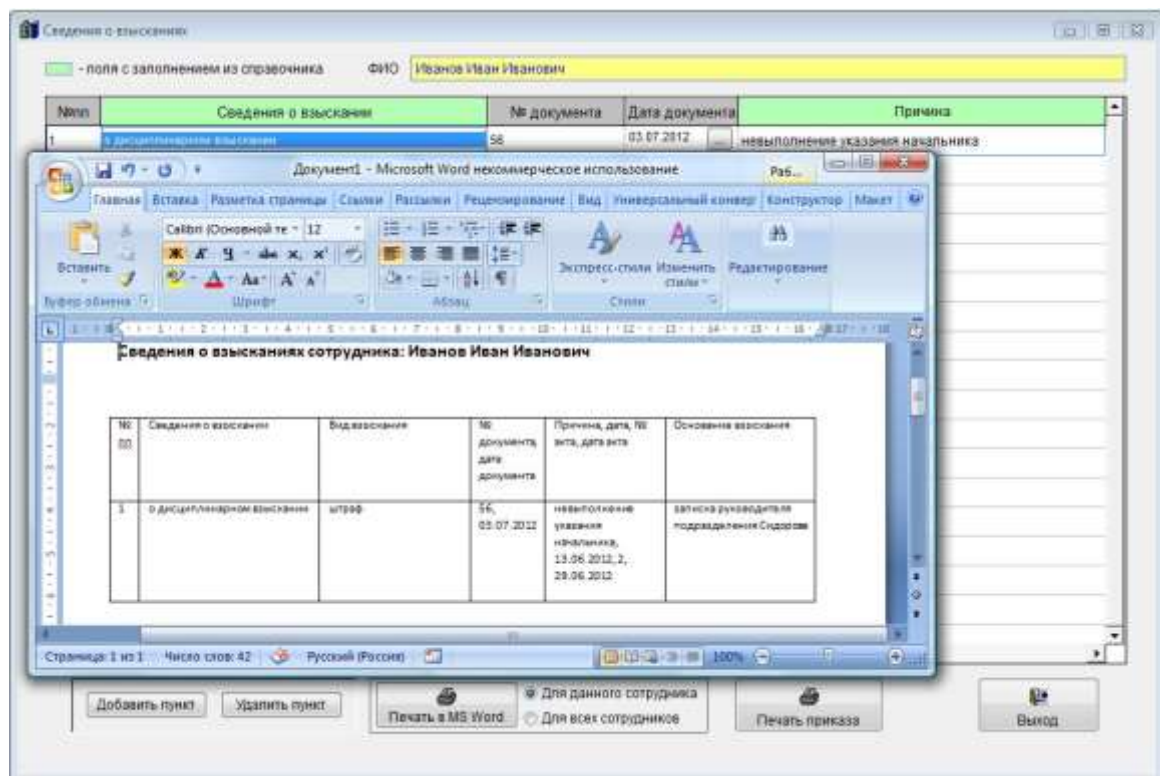 Сведения о взысканиях
- поля с заполнением из справочника ФИО Иванов Иван Иванович
№пп Сведения о взыскании № документа Дата документа Причина
1 о дисциплинарном взыскании 56 03.07.2012 ... невыполнение указания начальника
Документ1 - Microsoft Word некоммерческое использование Раб...
Главная Вставка Разметка страницы Ссылки Рассылки Рецензирование Вид Универсальный конвер Конструктор Макет
Calibri (Основной те 12
Вставить
Экспресс-стили Изменить стили Редактирование
Буфер обмена Шрифт Абзац Стили
Сведения о взысканиях сотрудника: Иванов Иван Иванович
№ пп Сведения о взыскании Вид взыскания № документа, дата документа Причина, дата, № акта, дата акта Основание взыскания
1 о дисциплинарном взыскании штраф 56, 03.07.2012 невыполнение указания начальника, 13.06.2012, 2, 29.06.2012 записка руководителя подразделения Сидорова
Страница: 1 из 1 Число слов: 42 Русский (Россия) 100%
Добавить пункт Удалить пункт Печать в MS Word Для данного сотрудника
Для всех сотрудников Печать приказа Выход